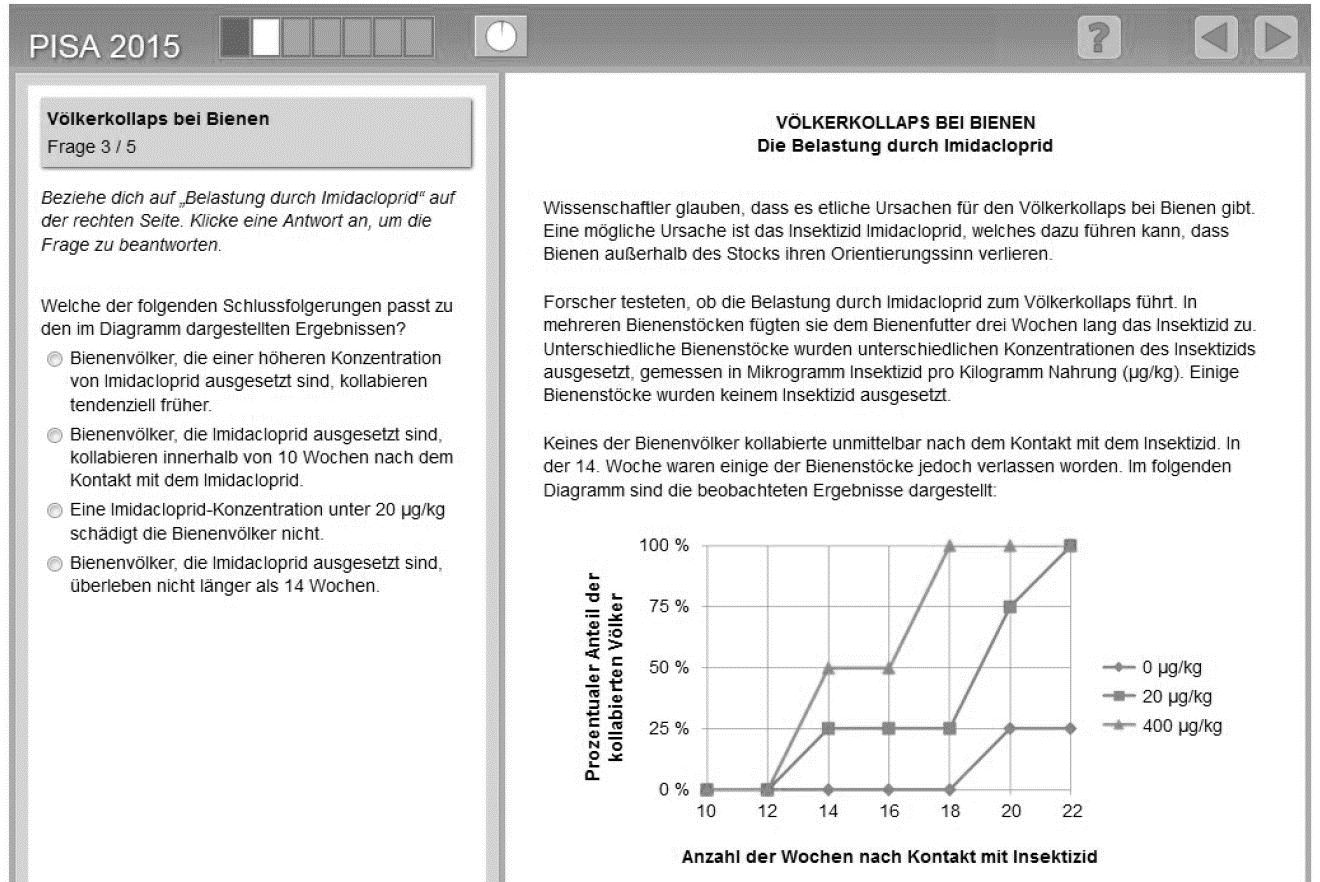 PISA 2015
?
Völkerkollaps bei Bienen
Frage 3 / 5
Beziehe dich auf „Belastung durch Imidacloprid“ auf
der rechten Seite. Klicke eine Antwort an, um die
Frage zu beantworten.
Welche der folgenden Schlussfolgerungen passt zu
den im Diagramm dargestellten Ergebnissen?
Bienenvölker, die einer höheren Konzentration
von Imidacloprid ausgesetzt sind, kollabieren
tendenziell früher.
Bienenvölker, die Imidacloprid ausgesetzt sind,
kollabieren innerhalb von 10 Wochen nach dem
Kontakt mit dem Imidacloprid.
Eine Imidacloprid-Konzentration unter 20 µg/kg
schädigt die Bienenvölker nicht.
Bienenvölker, die Imidacloprid ausgesetzt sind,
überleben nicht länger als 14 Wochen.
VÖLKERKOLLAPS BEI BIENEN
Die Belastung durch Imidacloprid
Wissenschaftler glauben, dass es etliche Ursachen für den Völkerkollaps bei Bienen gibt.
Eine mögliche Ursache ist das Insektizid Imidacloprid, welches dazu führen kann, dass
Bienen außerhalb des Stocks ihren Orientierungssinn verlieren.
Forscher testeten, ob die Belastung durch Imidacloprid zum Völkerkollaps führt. In
mehreren Bienenstöcken fügten sie dem Bienenfutter drei Wochen lang das Insektizid zu.
Unterschiedliche Bienenstöcke wurden unterschiedlichen Konzentrationen des Insektizids
ausgesetzt, gemessen in Mikrogramm Insektizid pro Kilogramm Nahrung (µg/kg). Einige
Bienenstöcke wurden keinem Insektizid ausgesetzt.
Keines der Bienenvölker kollabierte unmittelbar nach dem Kontakt mit dem Insektizid. In
der 14. Woche waren einige der Bienenstöcke jedoch verlassen worden. Im folgenden
Diagramm sind die beobachteten Ergebnisse dargestellt:
Prozentualer Anteil der
kollabierten Völker
100 %
75 %
50 %
25 %
0 %
10 12 14 16 18 20 22
Anzahl der Wochen nach Kontakt mit Insektizid
0 µg/kg
20 µg/kg
400 µg/kg